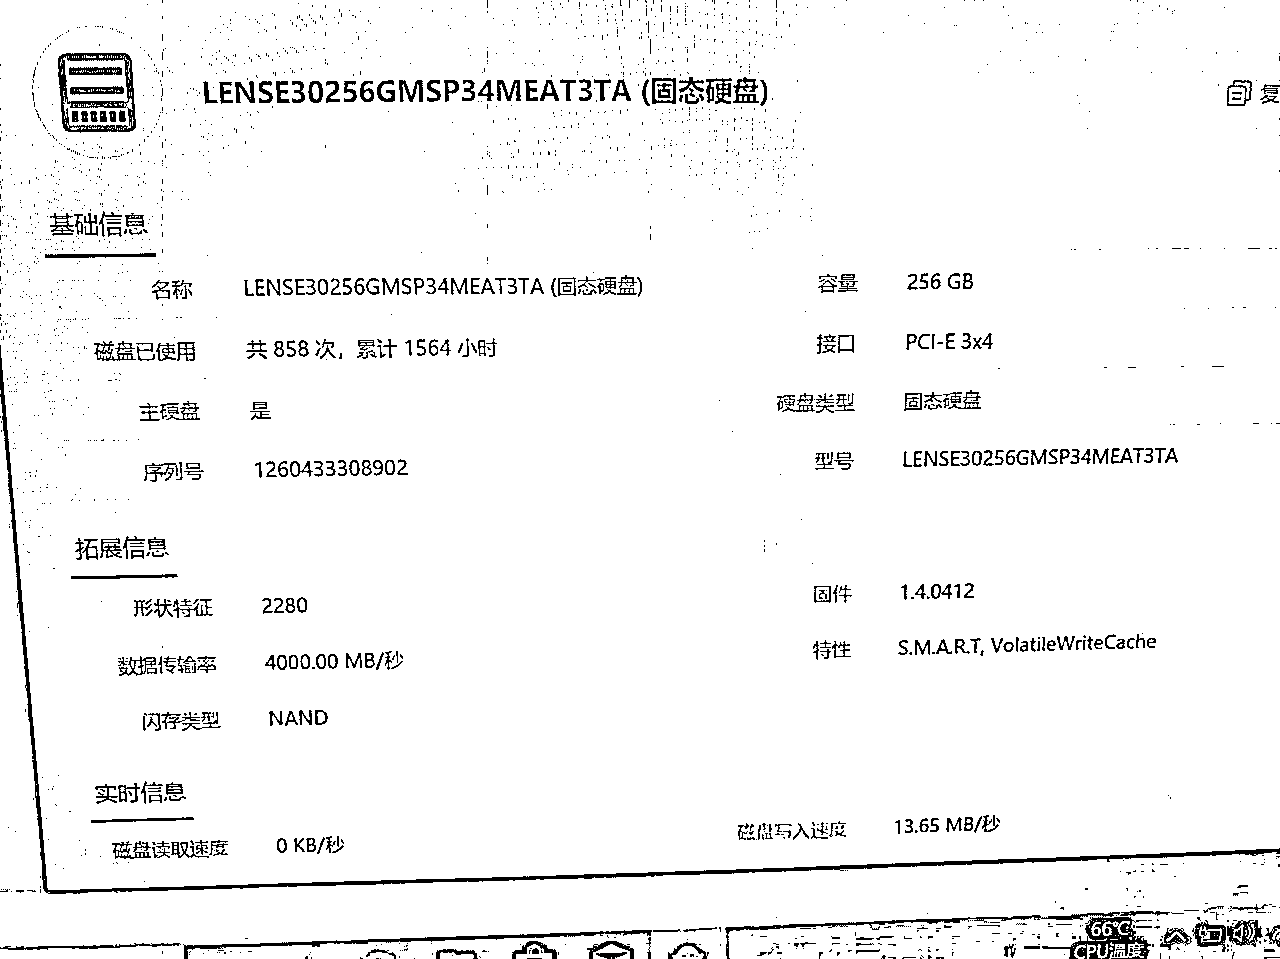 LENSE30256GMSP34MEAT3TA (固态硬盘)
复
基础信息
名称 LENSE30256GMSP34MEAT3TA (固态硬盘) 容量 256 GB
磁盘已使用 共 858 次，累计 1564 小时 接口 PCI-E 3x4
主硬盘 是 硬盘类型 固态硬盘
序列号 1260433308902 型号 LENSE30256GMSP34MEAT3TA
拓展信息
形状特征 2280 固件 1.4.0412
数据传输率 4000.00 MB/秒 特性 S.M.A.R.T, VolatileWriteCache
闪存类型 NAND
实时信息
磁盘读取速度 0 KB/秒 磁盘写入速度 13.65 MB/秒
66℃
CPU温度